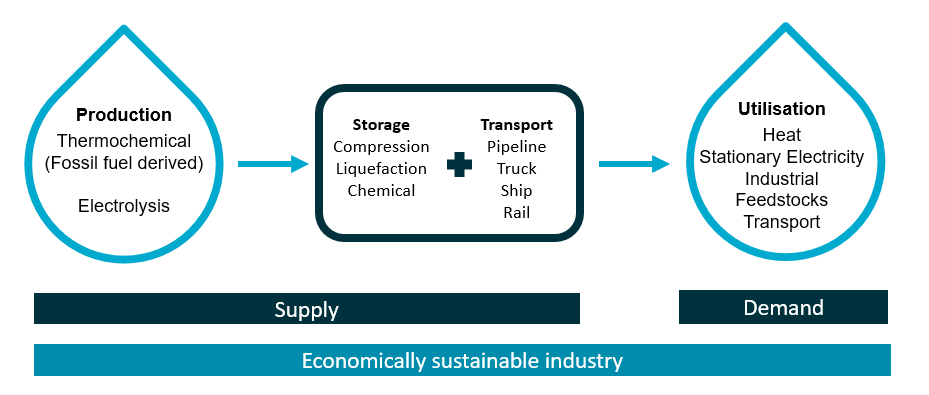 Production
Thermochemical
(Fossil fuel derived)
Electrolysis
Storage
Compression
Liquefaction
Chemical
Transport
Pipeline
Truck
Ship
Rail
Utilisation
Heat
Stationary Electricity
Industrial
Feedstocks
Transport
Supply
Demand
Economically sustainable industry